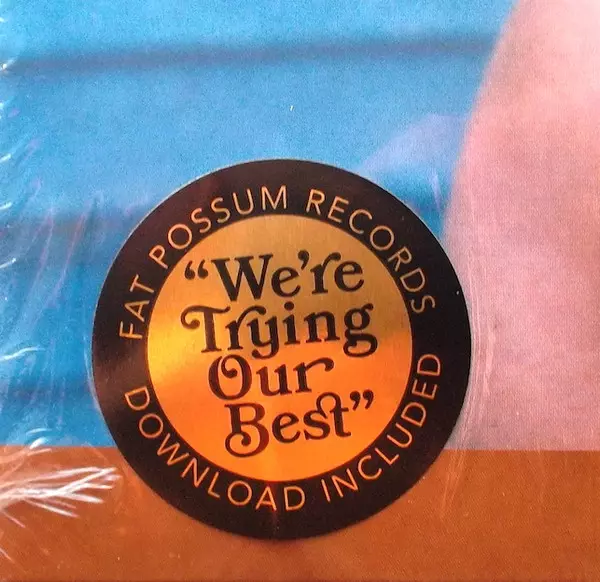 FAT POSSUM RECORDS
“We're
Trying
Our
Best”
DOWNLOAD INCLUDED